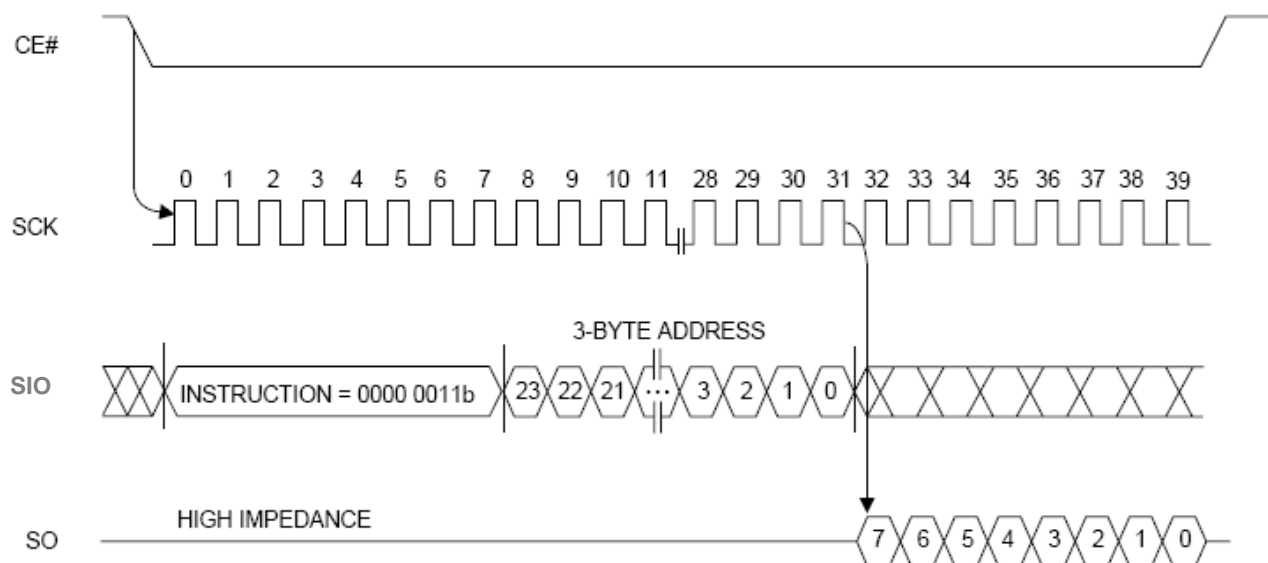 CE#
0 1 2 3 4 5 6 7 8 9 10 11 28 29 30 31 32 33 34 35 36 37 38 39
SCK
3-BYTE ADDRESS
SIO INSTRUCTION = 0000 0011b 23 22 21 ... 3 2 1 0
HIGH IMPEDANCE
SO 7 6 5 4 3 2 1 0